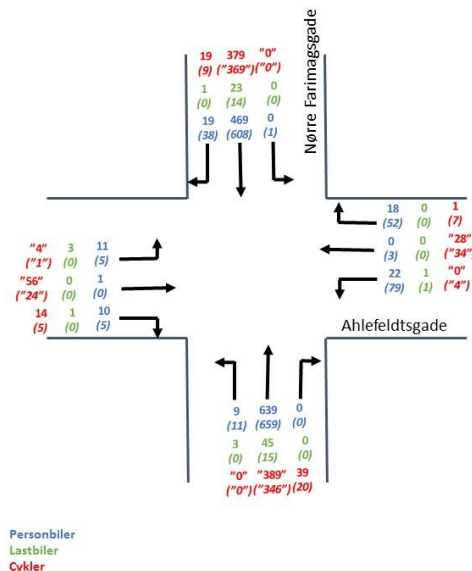 19 379 "0"
(9) ("369") ("0")
1 23 0
(0) (14) (0)
19 469 0
(38) (608) (1)
Nørre Farimagsgade
18 0 1
(52) (0) (7)
0 0 "28"
(3) (0) ("34")
22 1 "0"
(79) (1) ("4")
"4" 3 11
("1") (0) (5)
"56" 0 1
("24") (0) (0)
14 1 10
(5) (0) (5)
Ahlefeldtsgade
9 639 0
(11) (659) (0)
3 45 0
(0) (15) (0)
"0" "389" 39
("0") ("346") (20)
Personbiler
Lastbiler
Cykler